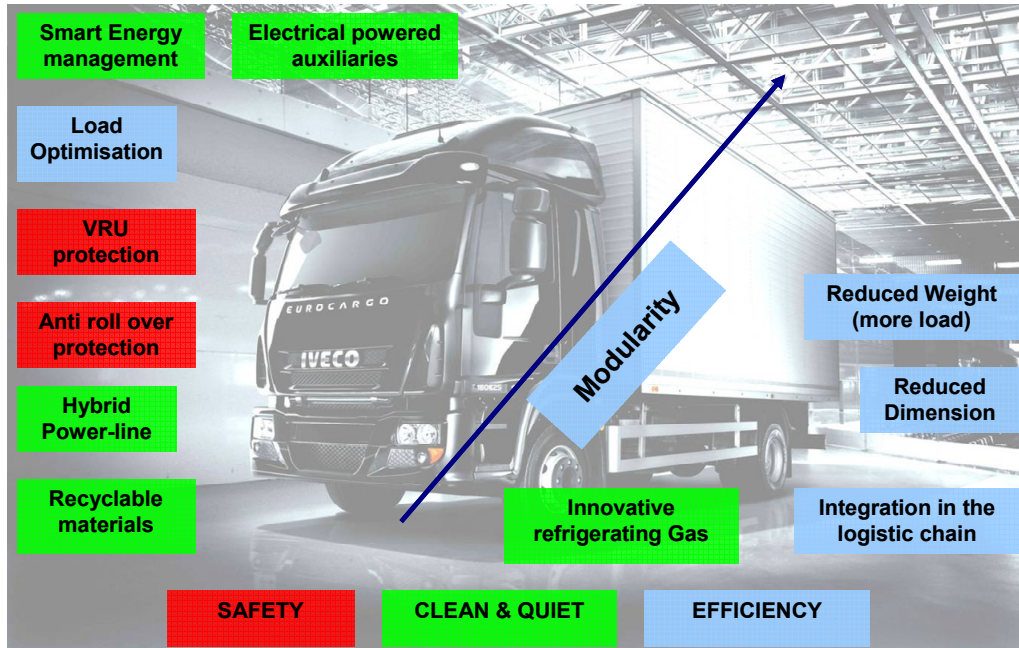 Smart Energy
management
Electrical powered
auxiliaries
Load
Optimisation
VRU
protection
Anti roll over
protection
EUROCARGO
IVECO
Modularity
Reduced Weight
(more load)
Hybrid
Power-line
Reduced
Dimension
Recyclable
materials
Innovative
refrigerating Gas
Integration in the
logistic chain
SAFETY
CLEAN & QUIET
EFFICIENCY